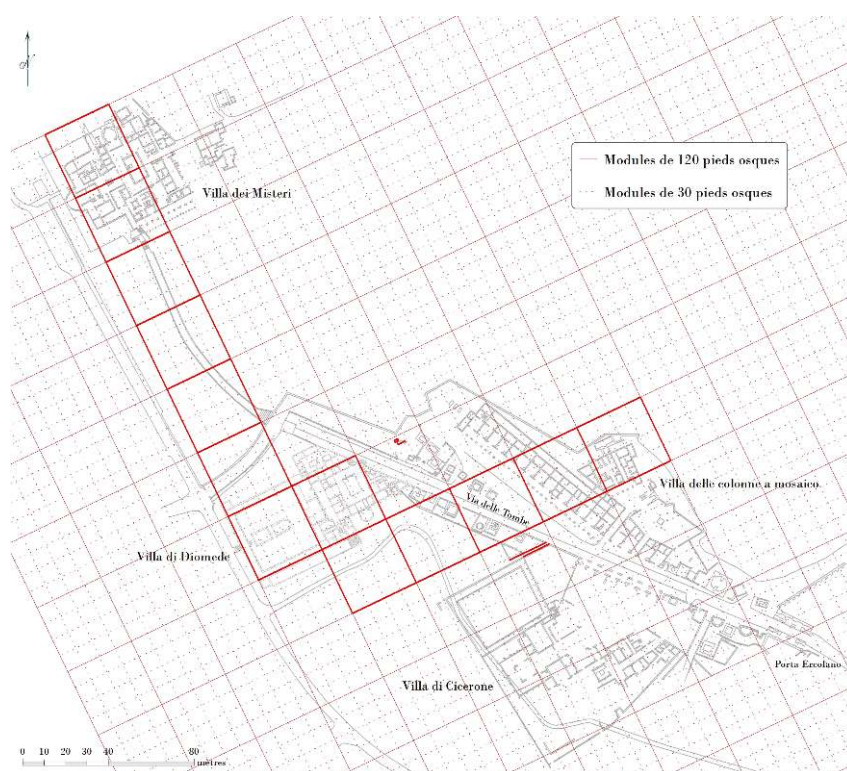 Modules de 120 pieds osques
Modules de 30 pieds osques
Villa dei Misteri
Villa delle colonne a mosaico
Via delle Tombe
Villa di Diomede
Porta Ercolano
Villa di Cicerone
0 10 20 30 40 80
mètres